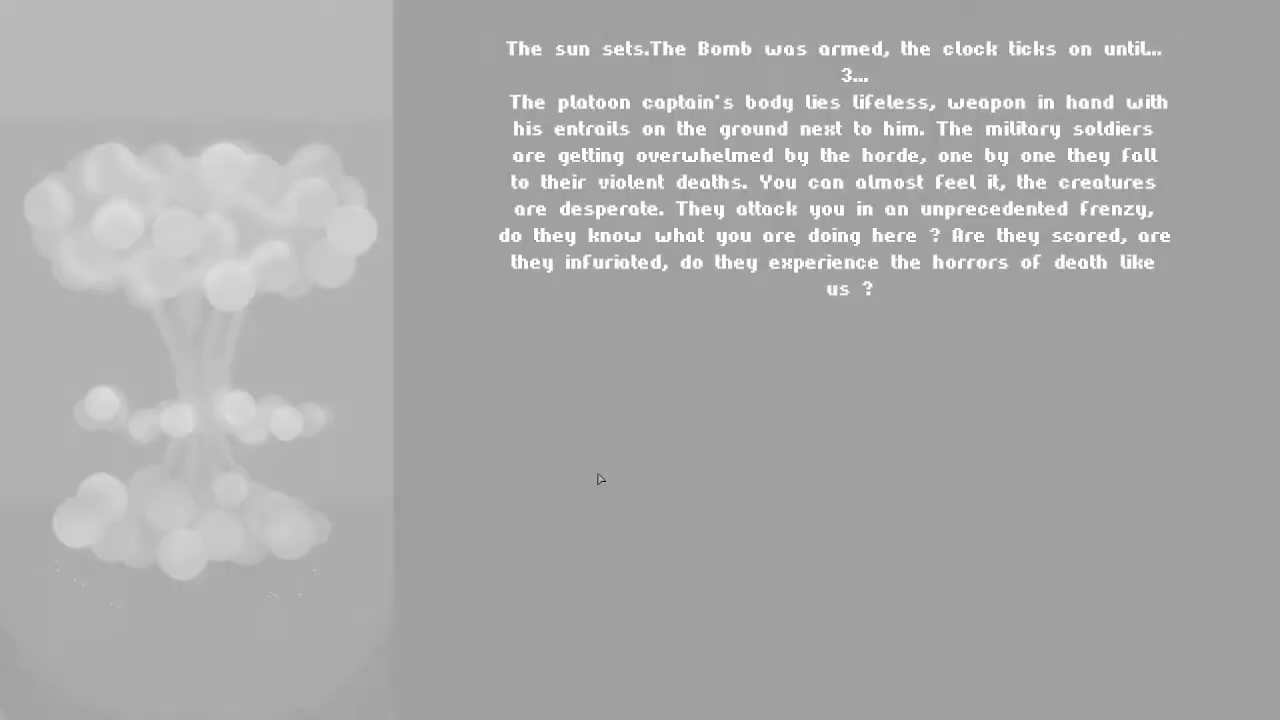 The sun sets.The Bomb was armed, the clock ticks on until...
3...
The platoon captain's body lies lifeless, weapon in hand with
his entrails on the ground next to him. The military soldiers
are getting overwhelmed by the horde, one by one they fall
to their violent deaths. You can almost feel it, the creatures
are desperate. They attack you in an unprecedented frenzy,
do they know what you are doing here ? Are they scared, are
they infuriated, do they experience the horrors of death like
us ?